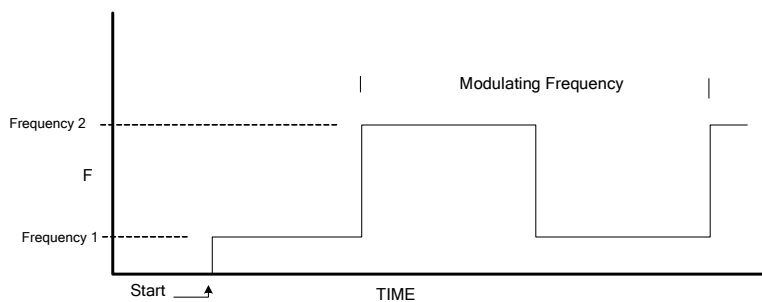 Modulating Frequency
Frequency 2
F
Frequency 1
Start
TIME